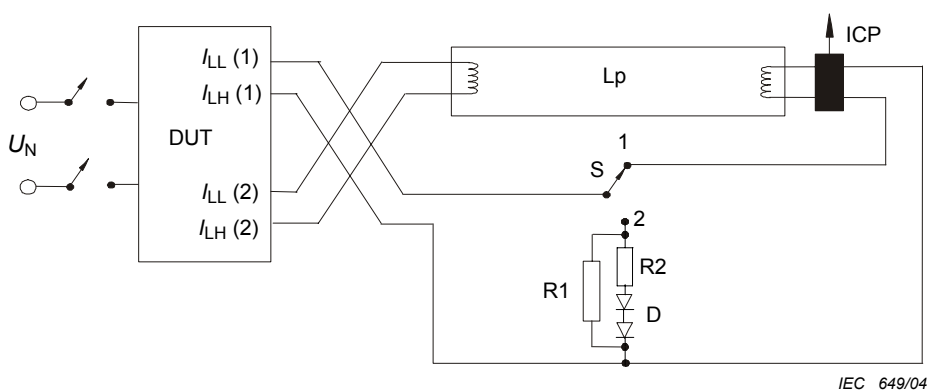 ICP
I_LL (1)
Lp
I_LH (1)
U_N
DUT
1
S
I_LL (2)
2
I_LH (2)
R2
R1
D
IEC 649/04